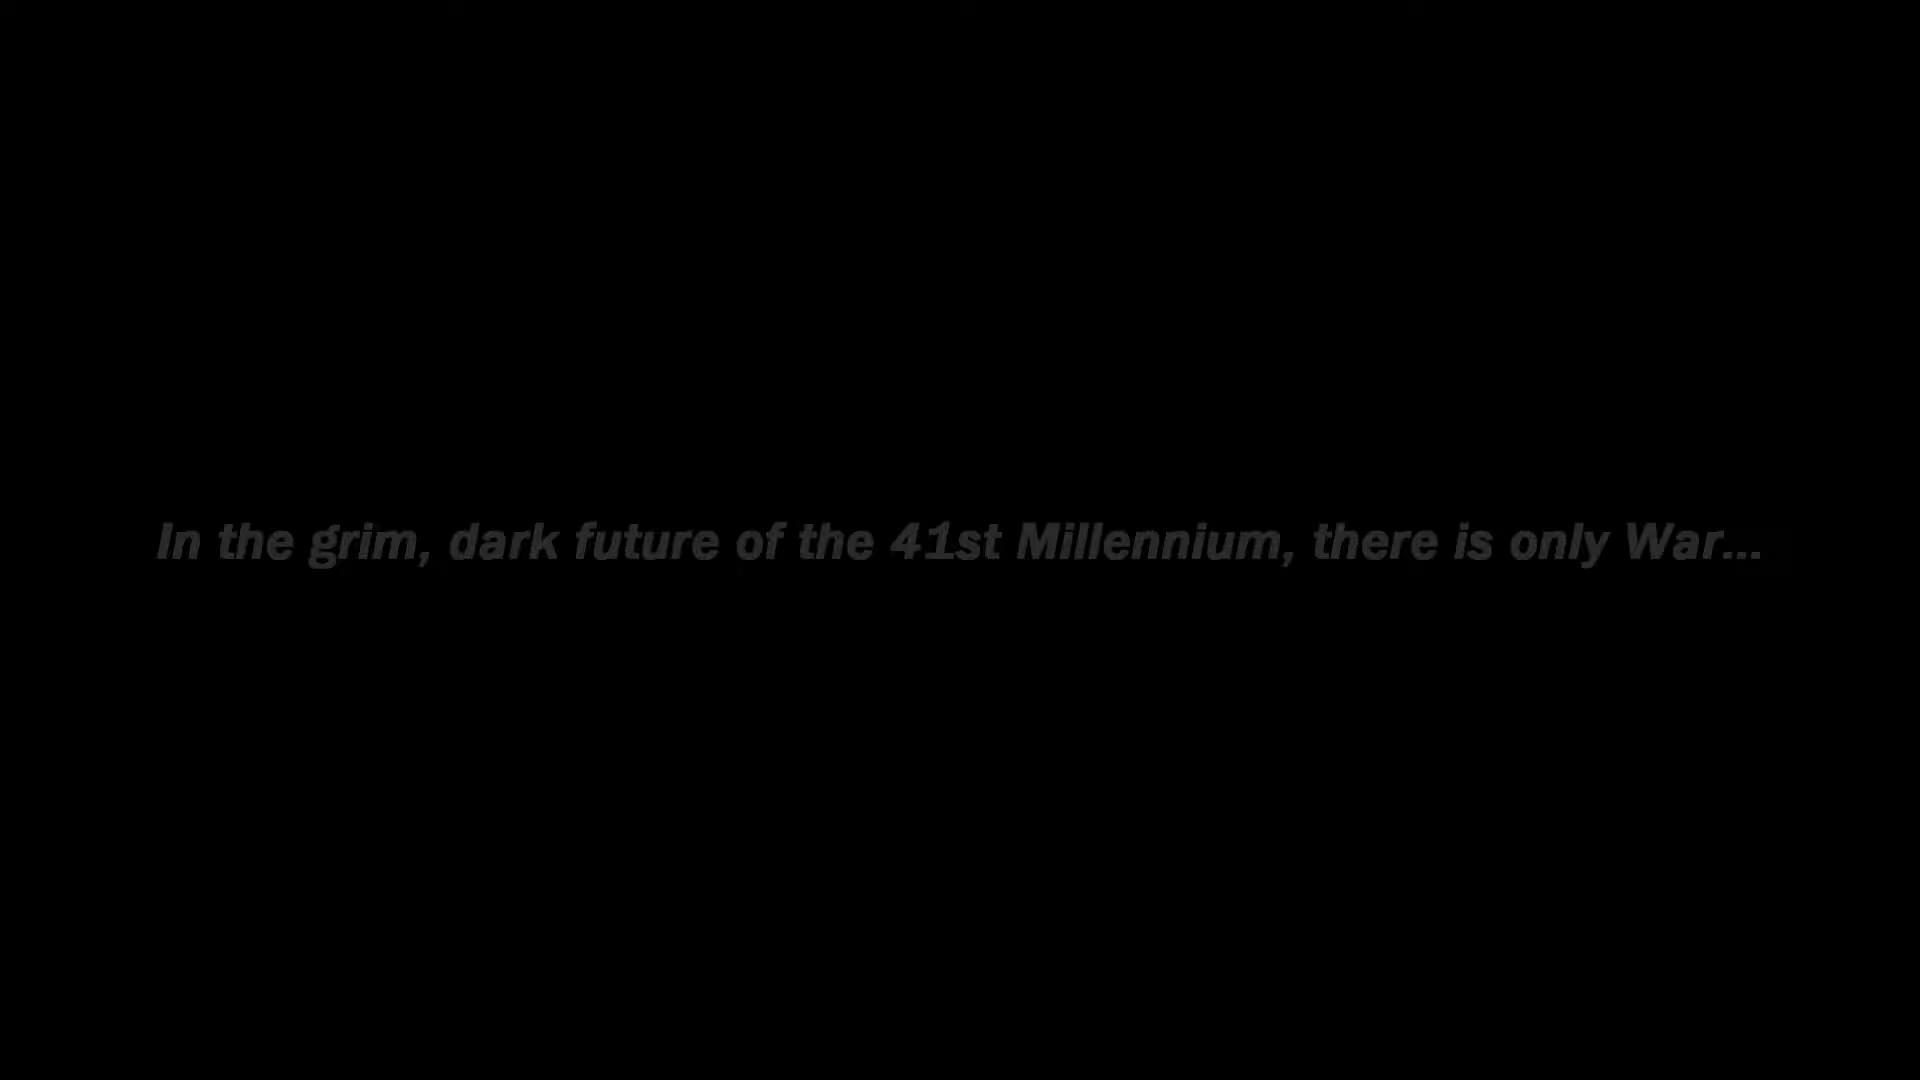 In the grim, dark future of the 41st Millennium, there is only War...